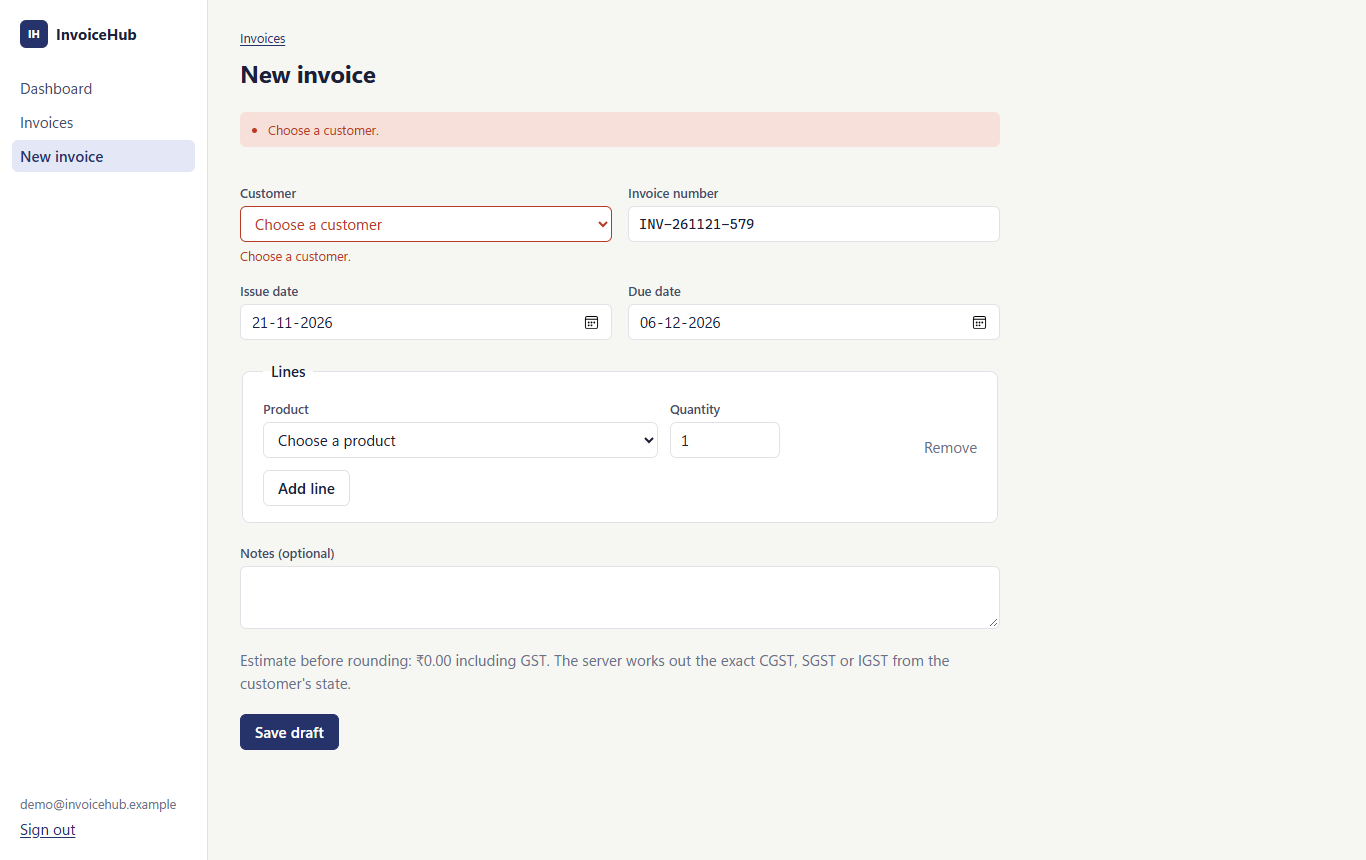 IH InvoiceHub
Dashboard
Invoices
New invoice
demo@invoicehub.example
Sign out
Invoices
New invoice
Choose a customer.
Customer
Choose a customer
Choose a customer.
Invoice number
INV-261121-579
Issue date
21-11-2026
Due date
06-12-2026
Lines
Product
Choose a product
Quantity
1
Remove
Add line
Notes (optional)
Estimate before rounding: ₹0.00 including GST. The server works out the exact CGST, SGST or IGST from the
customer's state.
Save draft